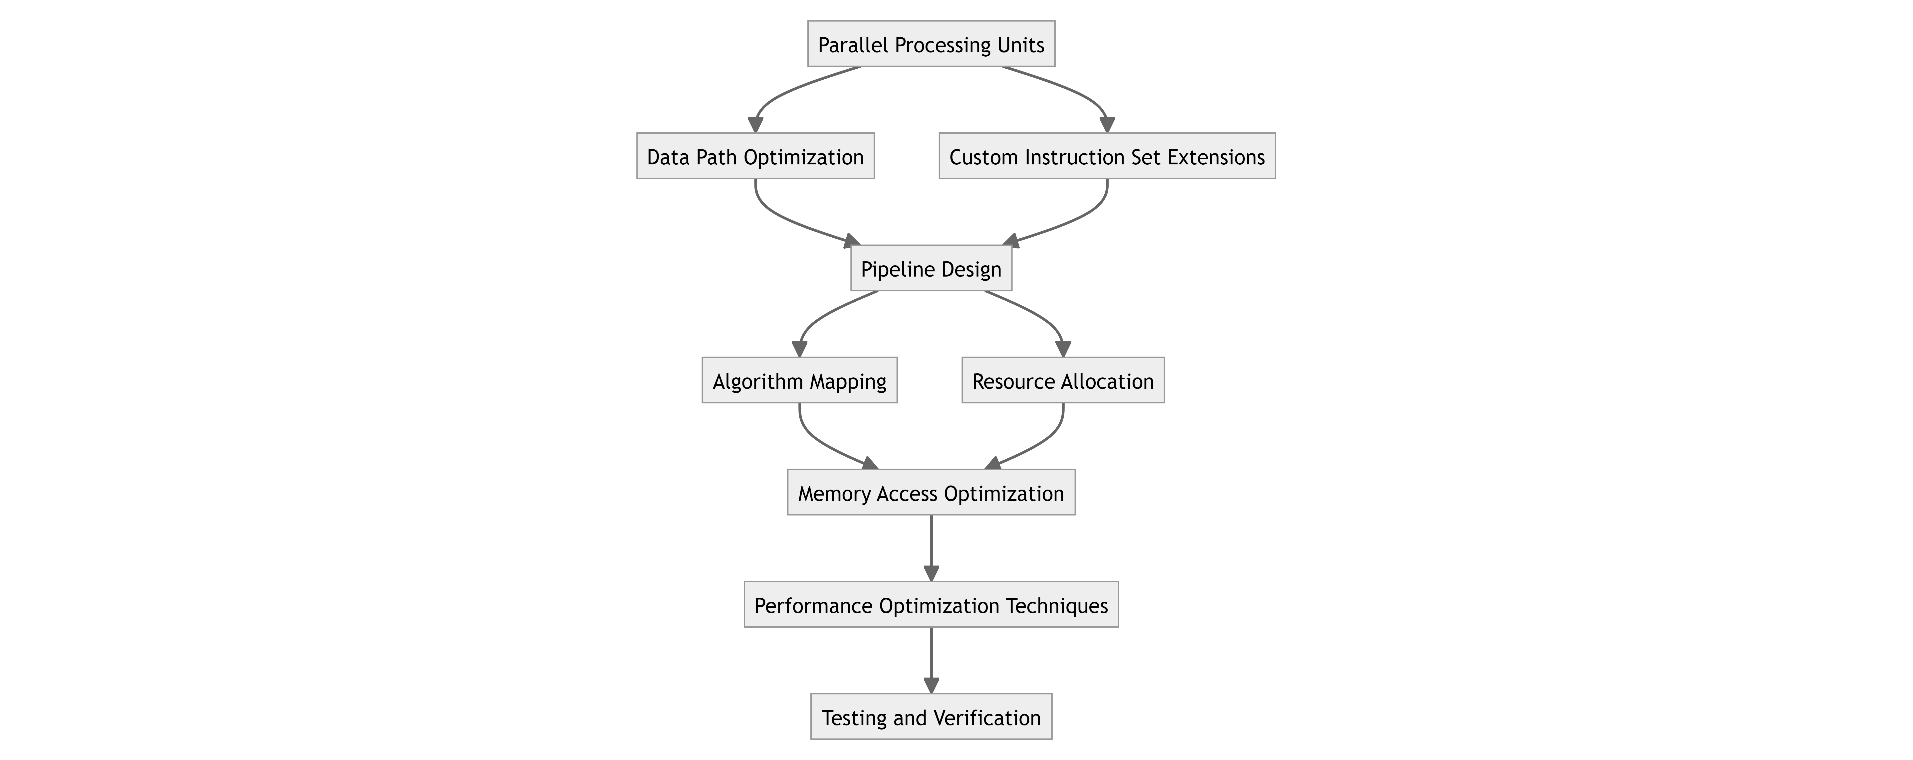 Parallel Processing Units
Data Path Optimization
Custom Instruction Set Extensions
Pipeline Design
Algorithm Mapping
Resource Allocation
Memory Access Optimization
Performance Optimization Techniques
Testing and Verification